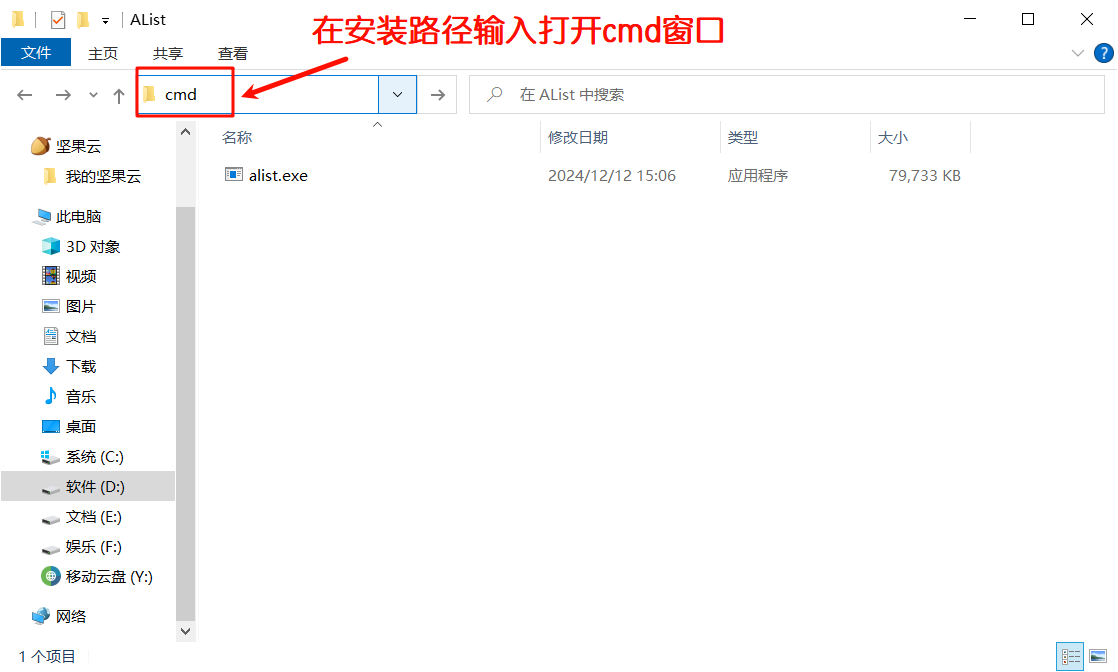 AList
在安装路径输入打开cmd窗口
文件 主页 共享 查看
cmd
在 AList 中搜索
名称 修改日期 类型 大小
alist.exe 2024/12/12 15:06 应用程序 79,733 KB
坚果云
我的坚果云
此电脑
3D 对象
视频
图片
文档
下载
音乐
桌面
系统 (C:)
软件 (D:)
文档 (E:)
娱乐 (F:)
移动云盘 (Y:)
网络
1 个项目